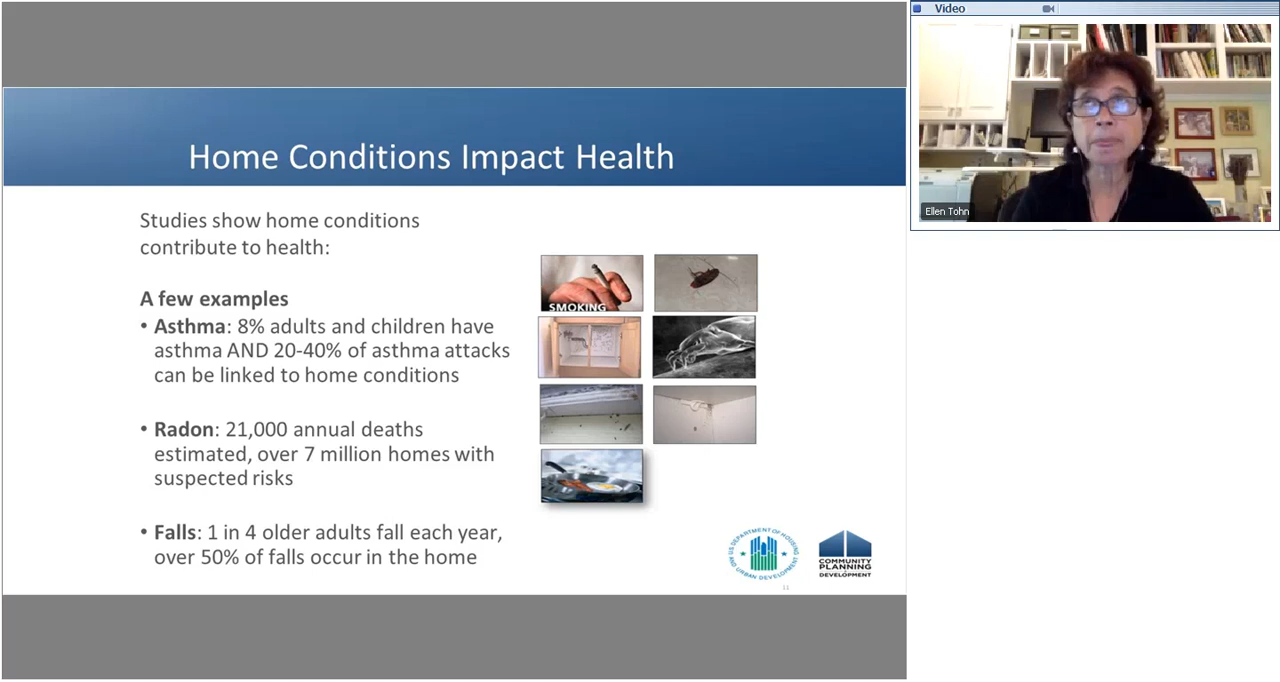 Video
Home Conditions Impact Health
Studies show home conditions
contribute to health:
A few examples
• Asthma: 8% adults and children have
asthma AND 20-40% of asthma attacks
can be linked to home conditions
• Radon: 21,000 annual deaths
estimated, over 7 million homes with
suspected risks
• Falls: 1 in 4 older adults fall each year,
over 50% of falls occur in the home
SMOKING
U.S. DEPARTMENT OF HOUSING
AND URBAN DEVELOPMENT
COMMUNITY
PLANNING
DEVELOPMENT
11
Ellen Tohn